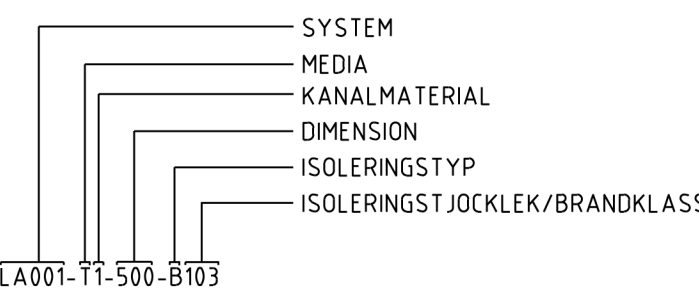 SYSTEM
MEDIA
KANALMATERIAL
DIMENSION
ISOLERINGSTYP
ISOLERINGSTJOCKLEK/BRANDKLASS
LA001-T1-500-B103